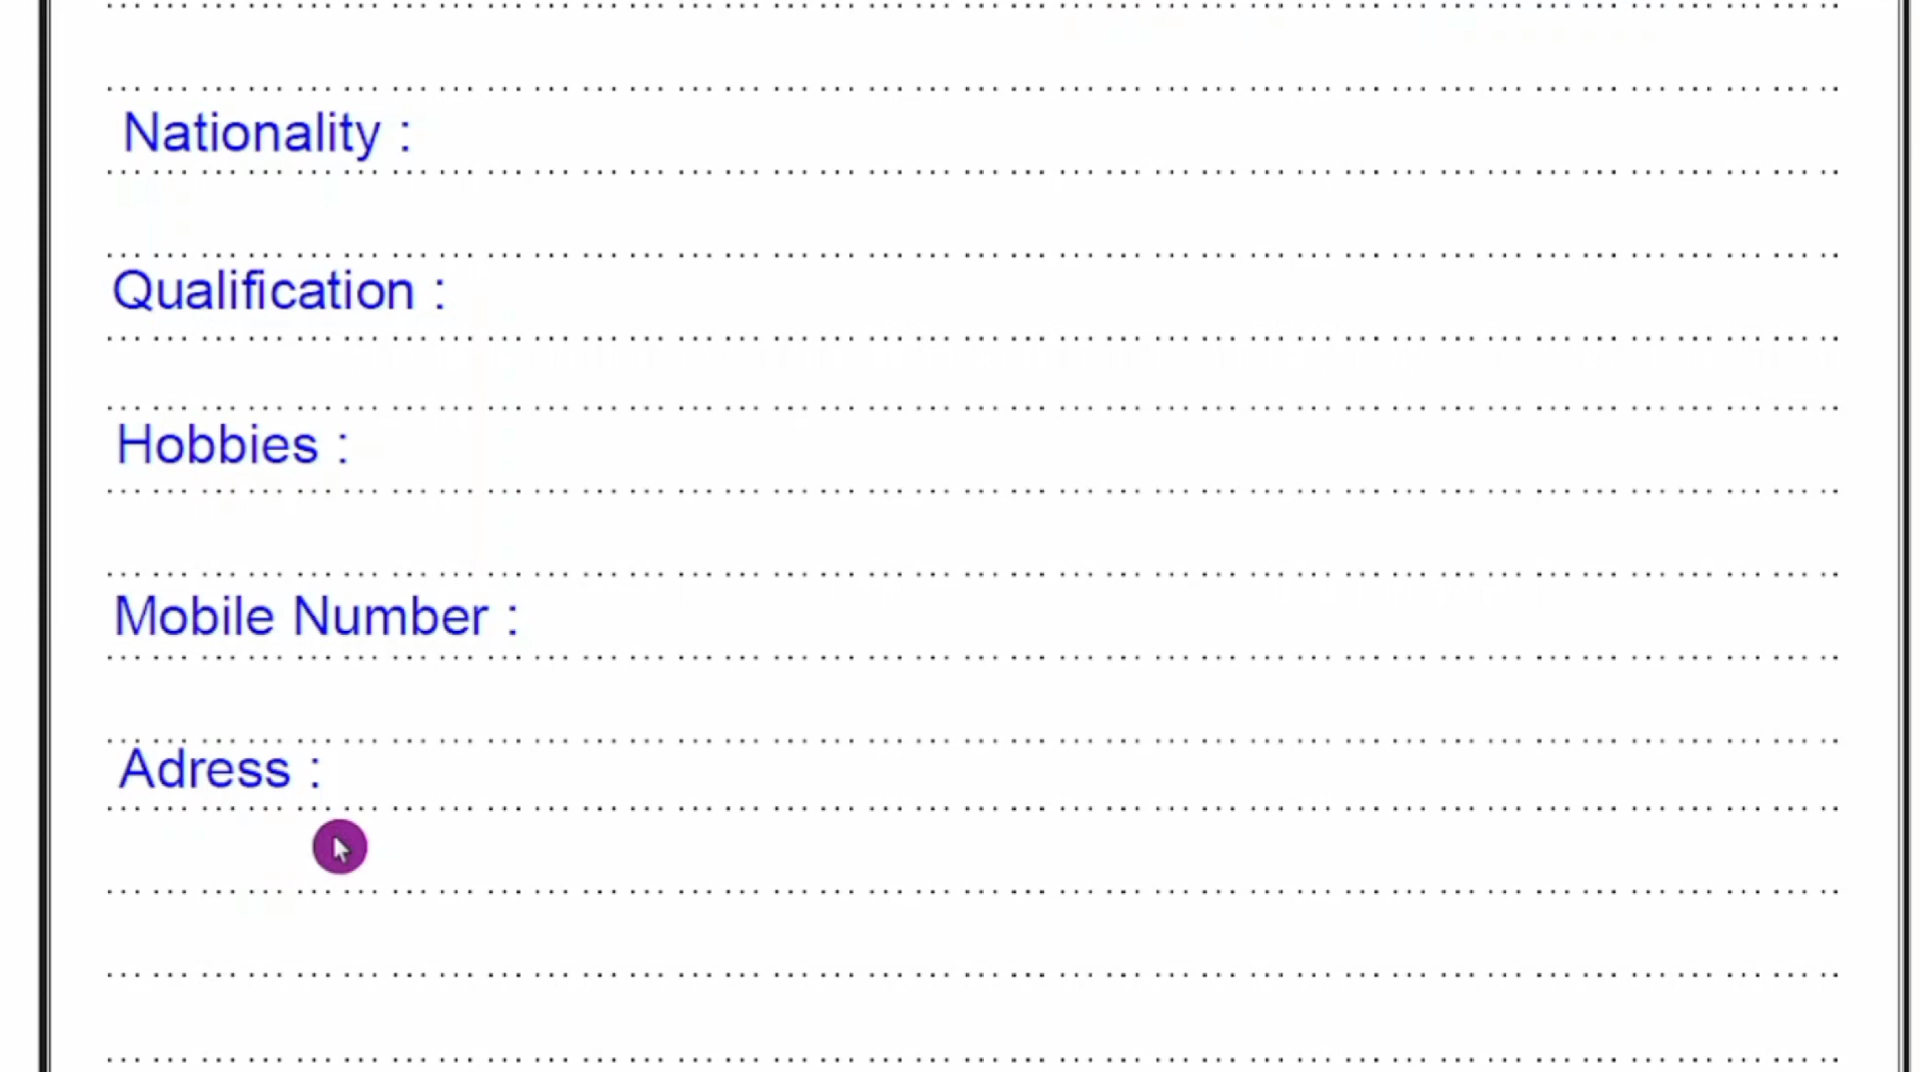 Nationality :
Qualification :
Hobbies :
Mobile Number :
Adress :